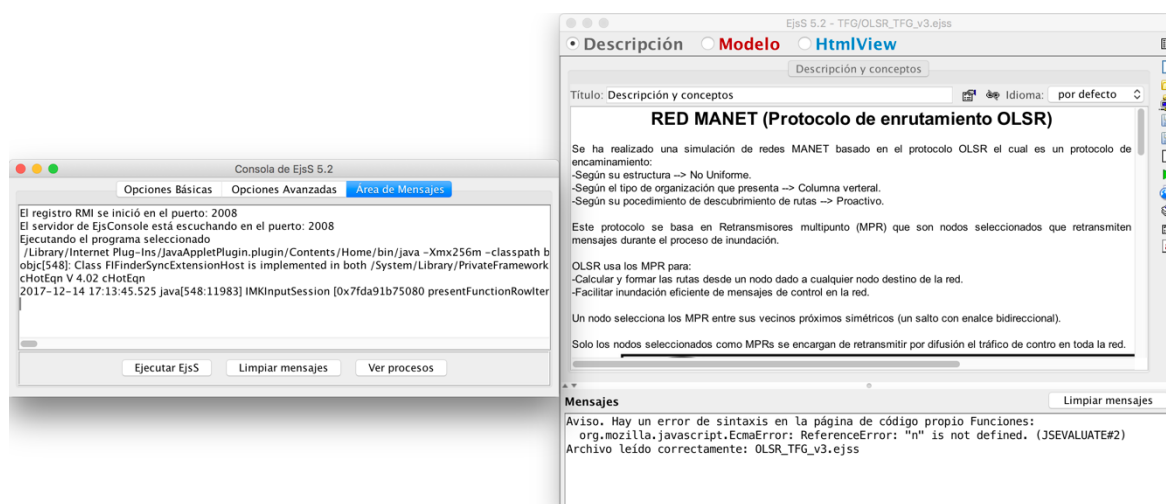 Consola de EjsS 5.2
Opciones Básicas Opciones Avanzadas Área de Mensajes
El registro RMI se inició en el puerto: 2008
El servidor de EjsConsole está escuchando en el puerto: 2008
Ejecutando el programa seleccionado
/Library/Internet Plug-Ins/JavaAppletPlugin.plugin/Contents/Home/bin/java -Xmx256m -classpath b
objc[548]: Class FIFinderSyncExtensionHost is implemented in both /System/Library/PrivateFramework
cHotEqn V 4.02 cHotEqn
2017-12-14 17:13:45.525 java[548:11983] IMKInputSession [0x7fda91b75080 presentFunctionRowIter
Ejecutar EjsS Limpiar mensajes Ver procesos
EjsS 5.2 - TFG/OLSR_TFG_v3.ejss
Descripción Modelo HtmlView
Descripción y conceptos
Título: Descripción y conceptos Idioma: por defecto
RED MANET (Protocolo de enrutamiento OLSR)
Se ha realizado una simulación de redes MANET basado en el protocolo OLSR el cual es un protocolo de
encaminamiento:
-Según su estructura --> No Uniforme.
-Según el tipo de organización que presenta --> Columna verteral.
-Según su pocedimiento de descubrimiento de rutas --> Proactivo.
Este protocolo se basa en Retransmisores multipunto (MPR) que son nodos seleccionados que retransmiten
mensajes durante el proceso de inundación.
OLSR usa los MPR para:
-Calcular y formar las rutas desde un nodo dado a cualquier nodo destino de la red.
-Facilitar inundación eficiente de mensajes de control en la red.
Un nodo selecciona los MPR entre sus vecinos próximos simétricos (un salto con enalce bidireccional).
Solo los nodos seleccionados como MPRs se encargan de retransmitir por difusión el tráfico de contro en toda la red.
Mensajes Limpiar mensajes
Aviso. Hay un error de sintaxis en la página de código propio Funciones:
org.mozilla.javascript.EcmaError: ReferenceError: "n" is not defined. (JSEVALUATE#2)
Archivo leído correctamente: OLSR_TFG_v3.ejss